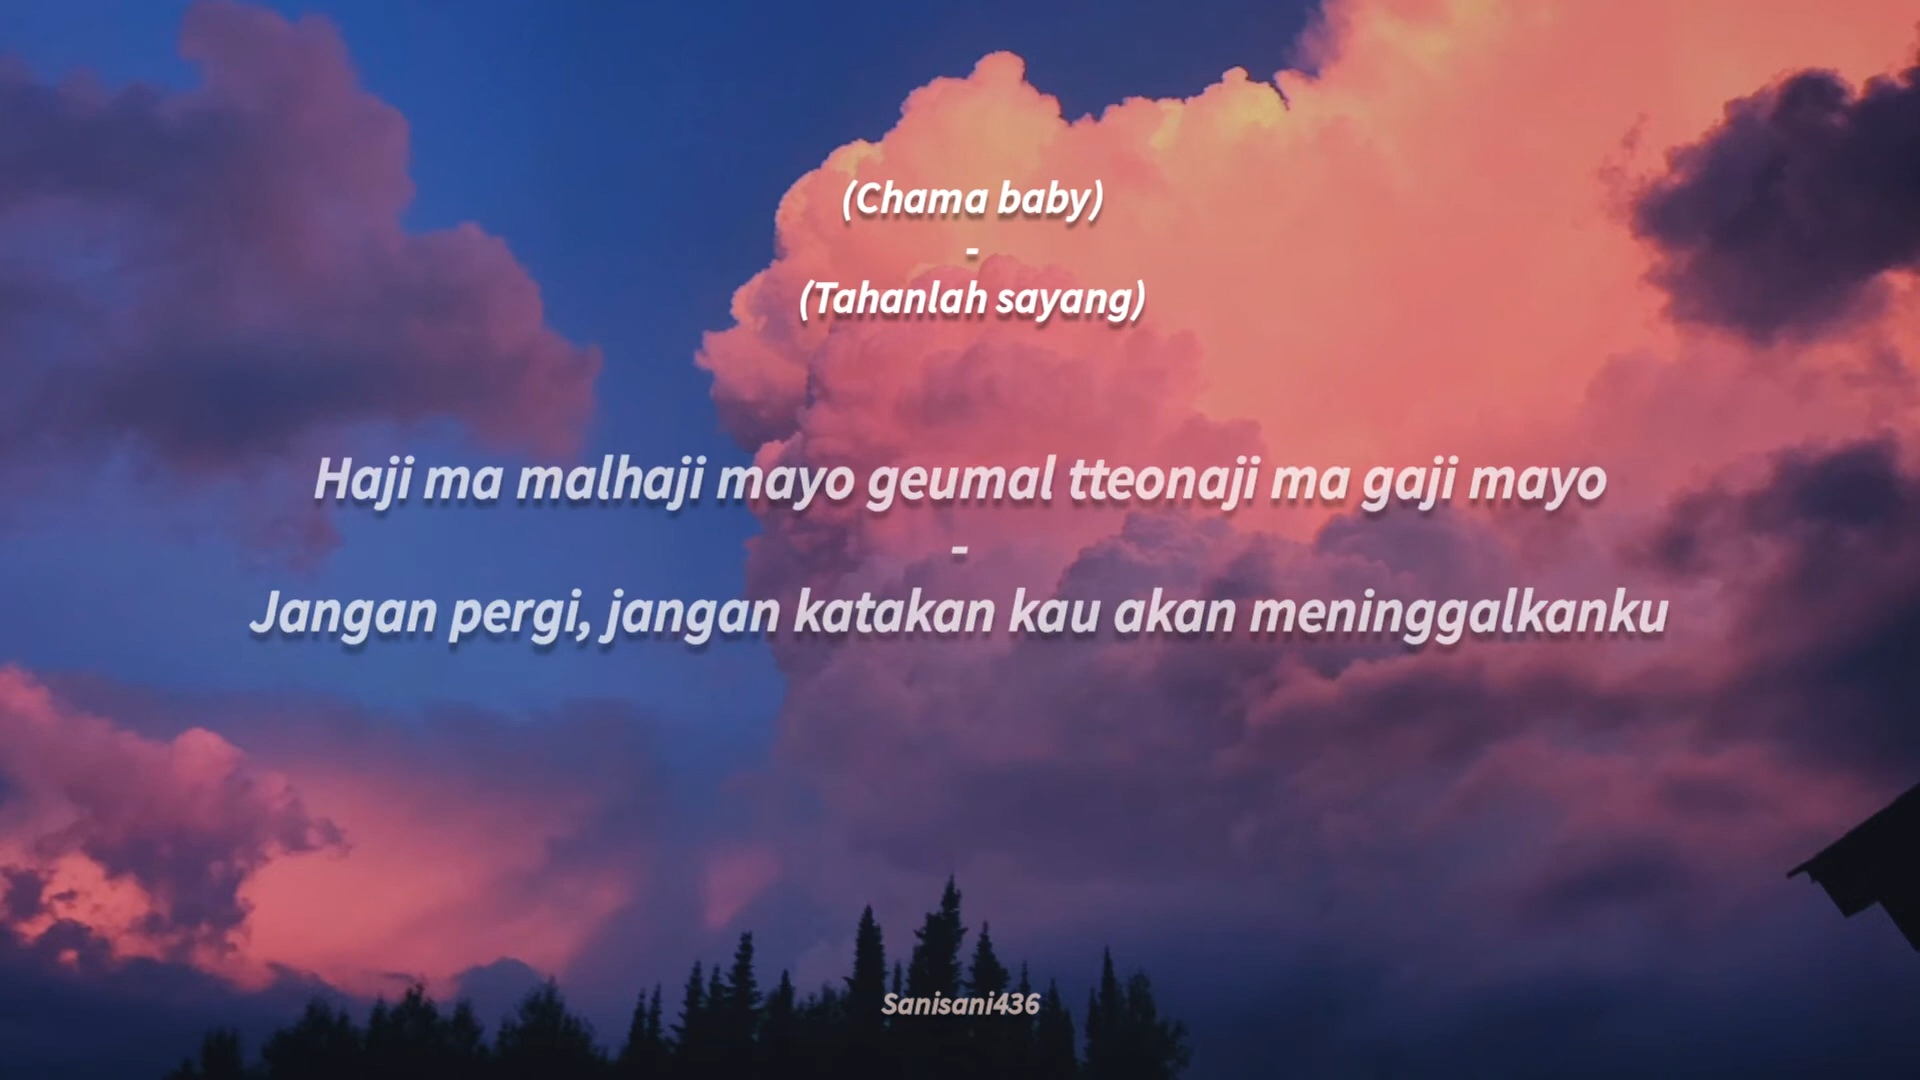 (Chama baby)
-
(Tahanlah sayang)
Haji ma malhaji mayo geumal tteonaji ma gaji mayo
-
Jangan pergi, jangan katakan kau akan meninggalkanku
Sanisani436